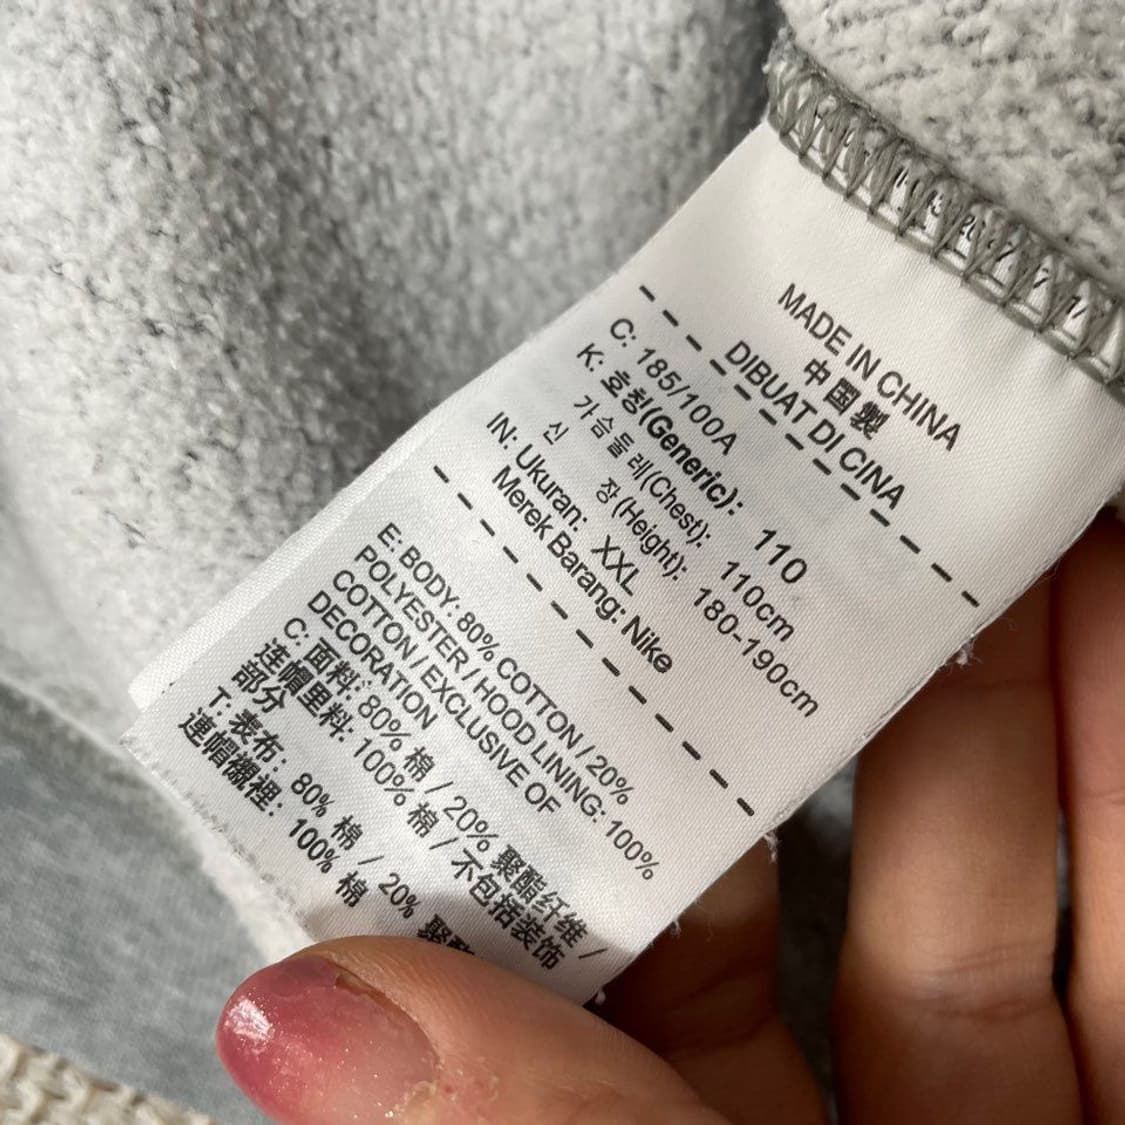 MADE IN CHINA
中国製
DIBUAT DI CINA
C: 185/100A
K: 호칭(Generic): 110
가슴둘레(Chest): 110cm
신 장(Height): 180-190cm
IN: Ukuran: XXL
Merek Barang: Nike
E: BODY: 80% COTTON / 20%
POLYESTER / HOOD LINING: 100%
COTTON / EXCLUSIVE OF
DECORATION
C: 面料: 80% 棉 / 20% 聚酯纤维 /
连帽里料: 100% 棉 / 不包括装饰
部分
T: 表布: 80% 棉 / 20% 聚
連帽襯裡: 100% 棉